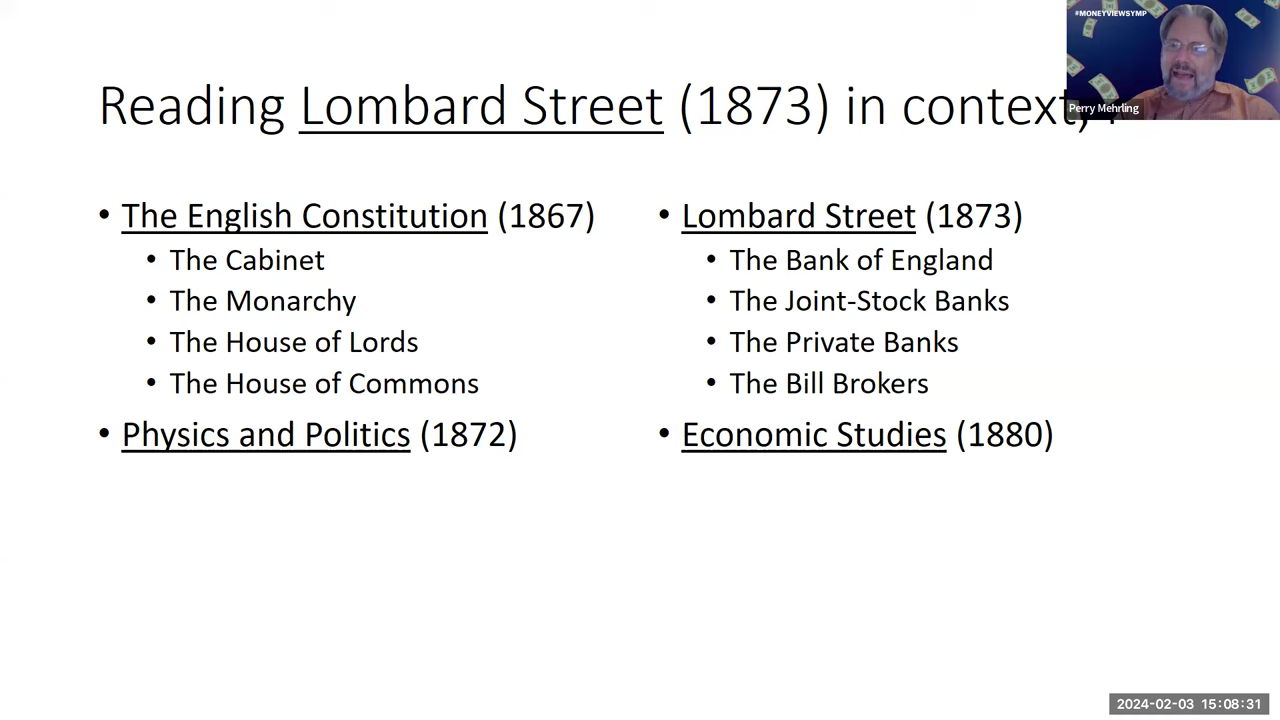 #MONEYVIEWSYMP
Perry Mehrling
Reading Lombard Street (1873) in context,
• The English Constitution (1867)
• The Cabinet
• The Monarchy
• The House of Lords
• The House of Commons
• Physics and Politics (1872)
• Lombard Street (1873)
• The Bank of England
• The Joint-Stock Banks
• The Private Banks
• The Bill Brokers
• Economic Studies (1880)
2024-02-03 15:08:31